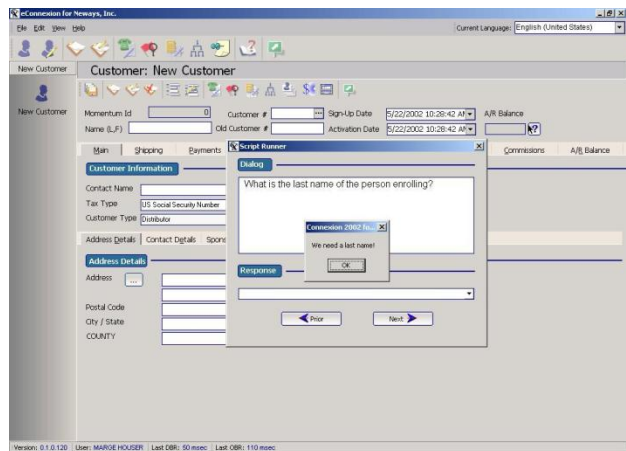 eConnexion for Neways, Inc.
File Edit View Help
Current Language: English (United States)
New Customer
Customer: New Customer
New Customer
Momentum Id 0 Customer # Sign-Up Date 5/22/2002 10:28:42 AM A/R Balance
Name (L,F) Old Customer # Activation Date 5/22/2002 10:28:42 AM
Main Shipping Payments Commissions A/R Balance
Script Runner
Dialog
What is the last name of the person enrolling?
Customer Information
Contact Name
Tax Type US Social Security Number
Customer Type Distributor
Connexion 2002 fo...
We need a last name!
OK
Address Details Contact Details Spons
Address Details
Address ...
Response
Postal Code
City / State
COUNTY
Prior Next
Version: 0.1.0.120 User: MARGE HOUSER Last DBR: 50 msec Last OBR: 110 msec